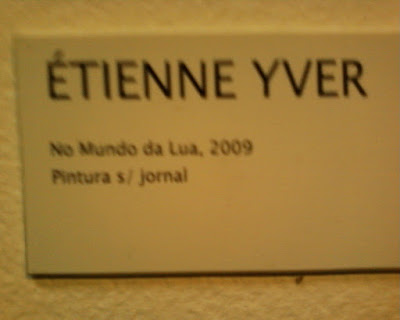 ÉTIENNE YVER
No Mundo da Lua, 2009
Pintura s/ jornal